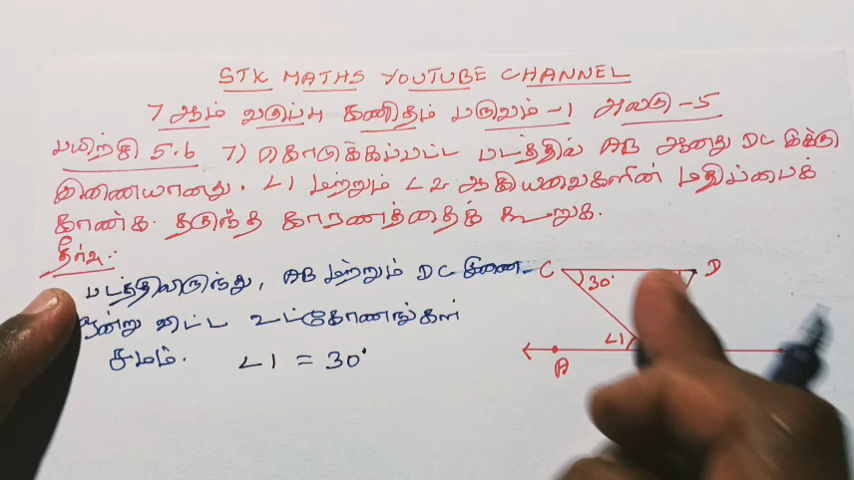 STK MATHS YOUTUBE CHANNEL
7 ஆம் வகுப்பு கணிதம் பருவம் -1 அலகு -5
பயிற்சி 5.6 7) கொடுக்கப்பட்ட படத்தில் AB ஆனது DC க்கு
இணையானது. ∠1 மற்றும் ∠2 ஆகியவைகளின் மதிப்பைக்
காண்க. தகுந்த காரணத்தைக் கூறுக.
தீர்வு:
படத்திலிருந்து, AB மற்றும் DC இணை.
ஒன்று விட்ட உட்கோணங்கள்
சமம். ∠1 = 30°
C 30° D
∠1
A